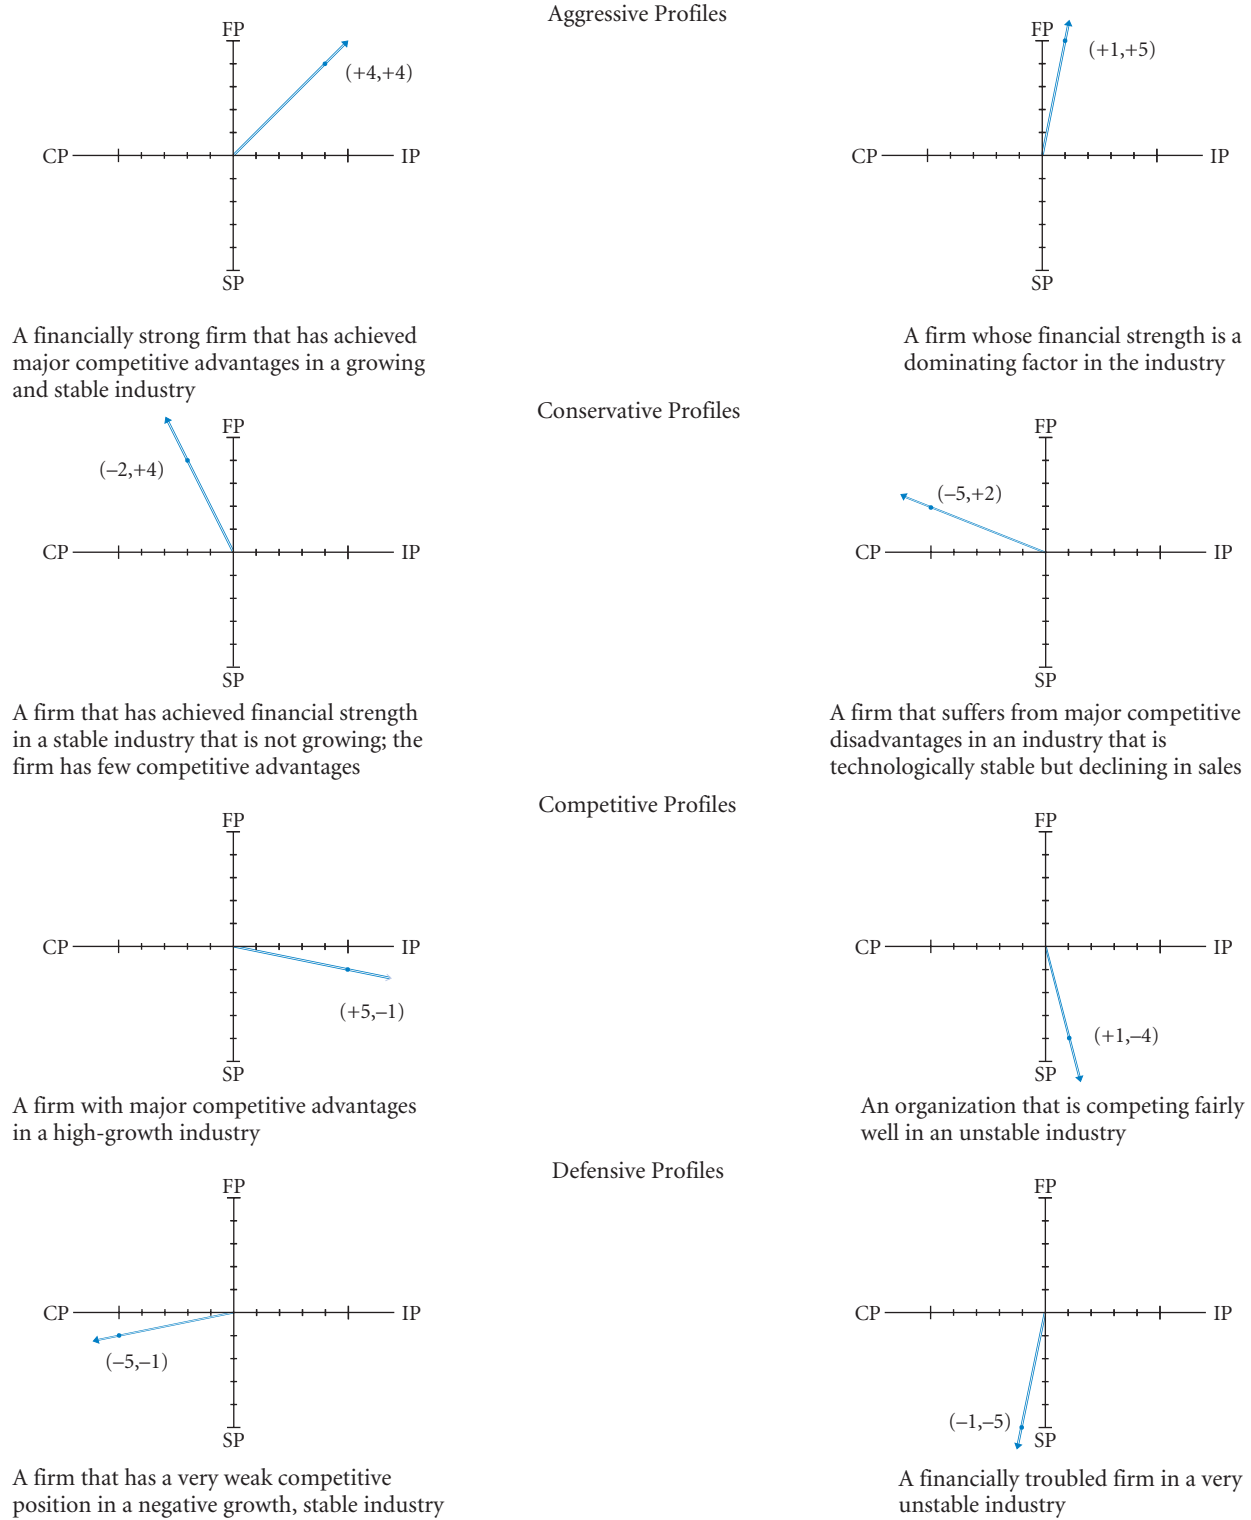 Aggressive Profiles
FP
(+4,+4)
CP
IP
SP
A financially strong firm that has achieved
major competitive advantages in a growing
and stable industry
FP
(+1,+5)
CP
IP
SP
A firm whose financial strength is a
dominating factor in the industry
Conservative Profiles
FP
(–2,+4)
CP
IP
SP
A firm that has achieved financial strength
in a stable industry that is not growing; the
firm has few competitive advantages
FP
(–5,+2)
CP
IP
SP
A firm that suffers from major competitive
disadvantages in an industry that is
technologically stable but declining in sales
Competitive Profiles
FP
CP
IP
(+5,–1)
SP
A firm with major competitive advantages
in a high-growth industry
FP
CP
IP
(+1,–4)
SP
An organization that is competing fairly
well in an unstable industry
Defensive Profiles
FP
CP
IP
(–5,–1)
SP
A firm that has a very weak competitive
position in a negative growth, stable industry
FP
CP
IP
(–1,–5)
SP
A financially troubled firm in a very
unstable industry